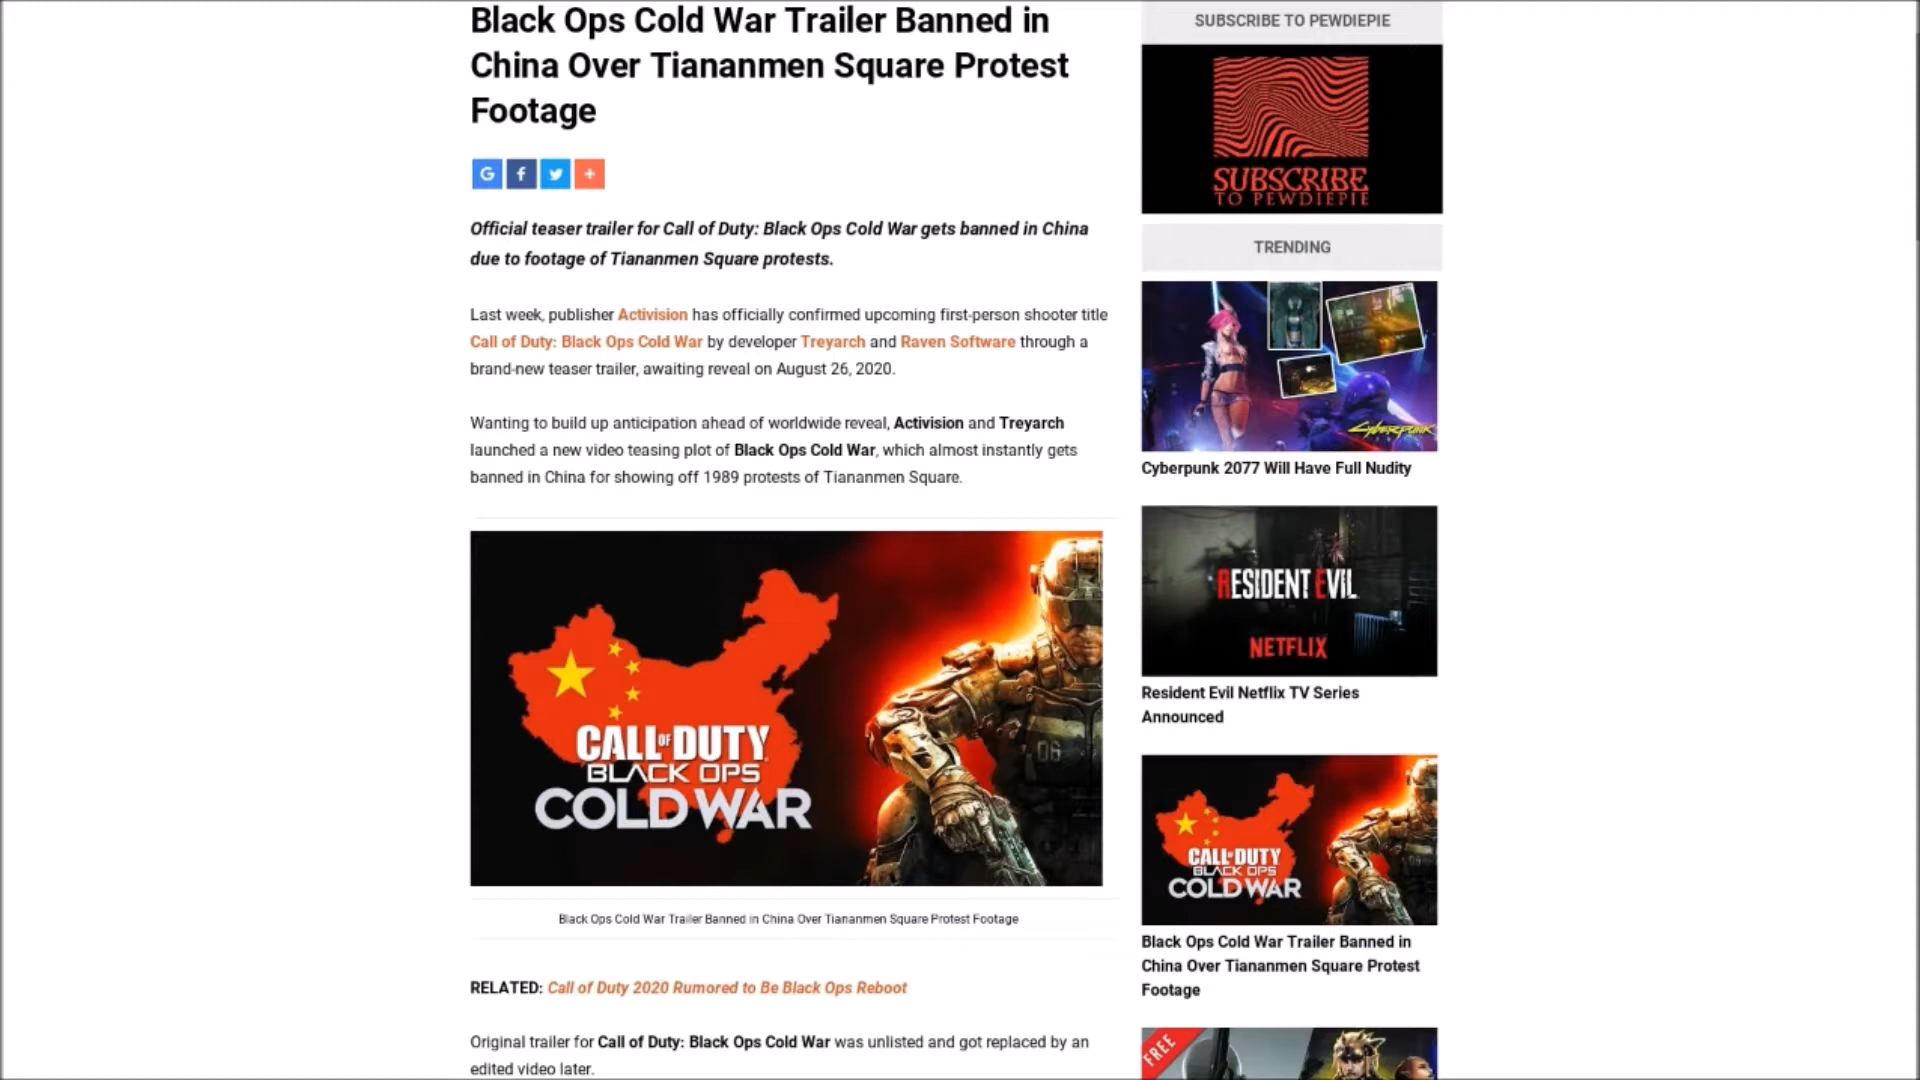 Black Ops Cold War Trailer Banned in
China Over Tiananmen Square Protest
Footage
G f +
Official teaser trailer for Call of Duty: Black Ops Cold War gets banned in China
due to footage of Tiananmen Square protests.
Last week, publisher Activision has officially confirmed upcoming first-person shooter title
Call of Duty: Black Ops Cold War by developer Treyarch and Raven Software through a
brand-new teaser trailer, awaiting reveal on August 26, 2020.
Wanting to build up anticipation ahead of worldwide reveal, Activision and Treyarch
launched a new video teasing plot of Black Ops Cold War, which almost instantly gets
banned in China for showing off 1989 protests of Tiananmen Square.
CALL OF DUTY
BLACK OPS
COLD WAR
06
Black Ops Cold War Trailer Banned in China Over Tiananmen Square Protest Footage
RELATED: Call of Duty 2020 Rumored to Be Black Ops Reboot
Original trailer for Call of Duty: Black Ops Cold War was unlisted and got replaced by an
edited video later.
SUBSCRIBE TO PEWDIEPIE
SUBSCRIBE
TO PEWDIEPIE
TRENDING
Cyberpunk
Cyberpunk 2077 Will Have Full Nudity
RESIDENT EVIL
NETFLIX
Resident Evil Netflix TV Series
Announced
CALL OF DUTY
BLACK OPS
COLD WAR
Black Ops Cold War Trailer Banned in
China Over Tiananmen Square Protest
Footage
FREE